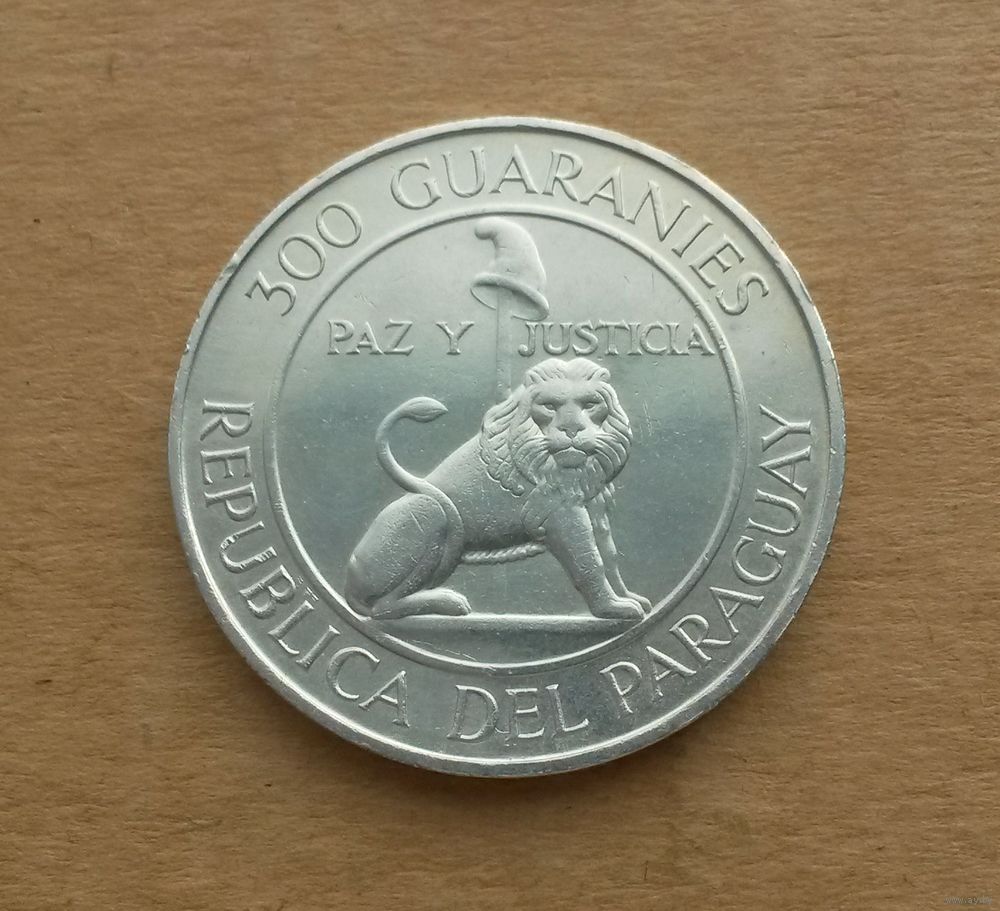 300 GUARANIES
PAZ Y JUSTICIA
REPUBLICA DEL PARAGUAY